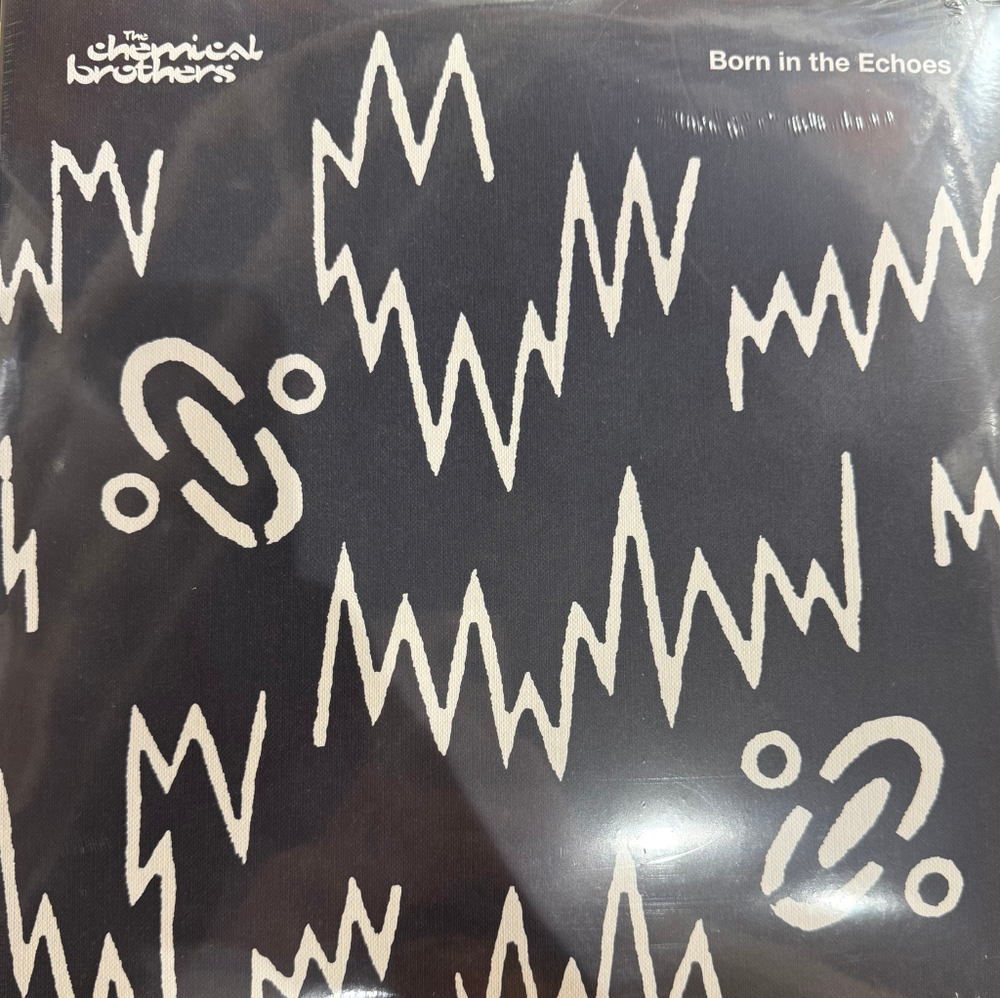 The
chemical
brothers
Born in the Echoes